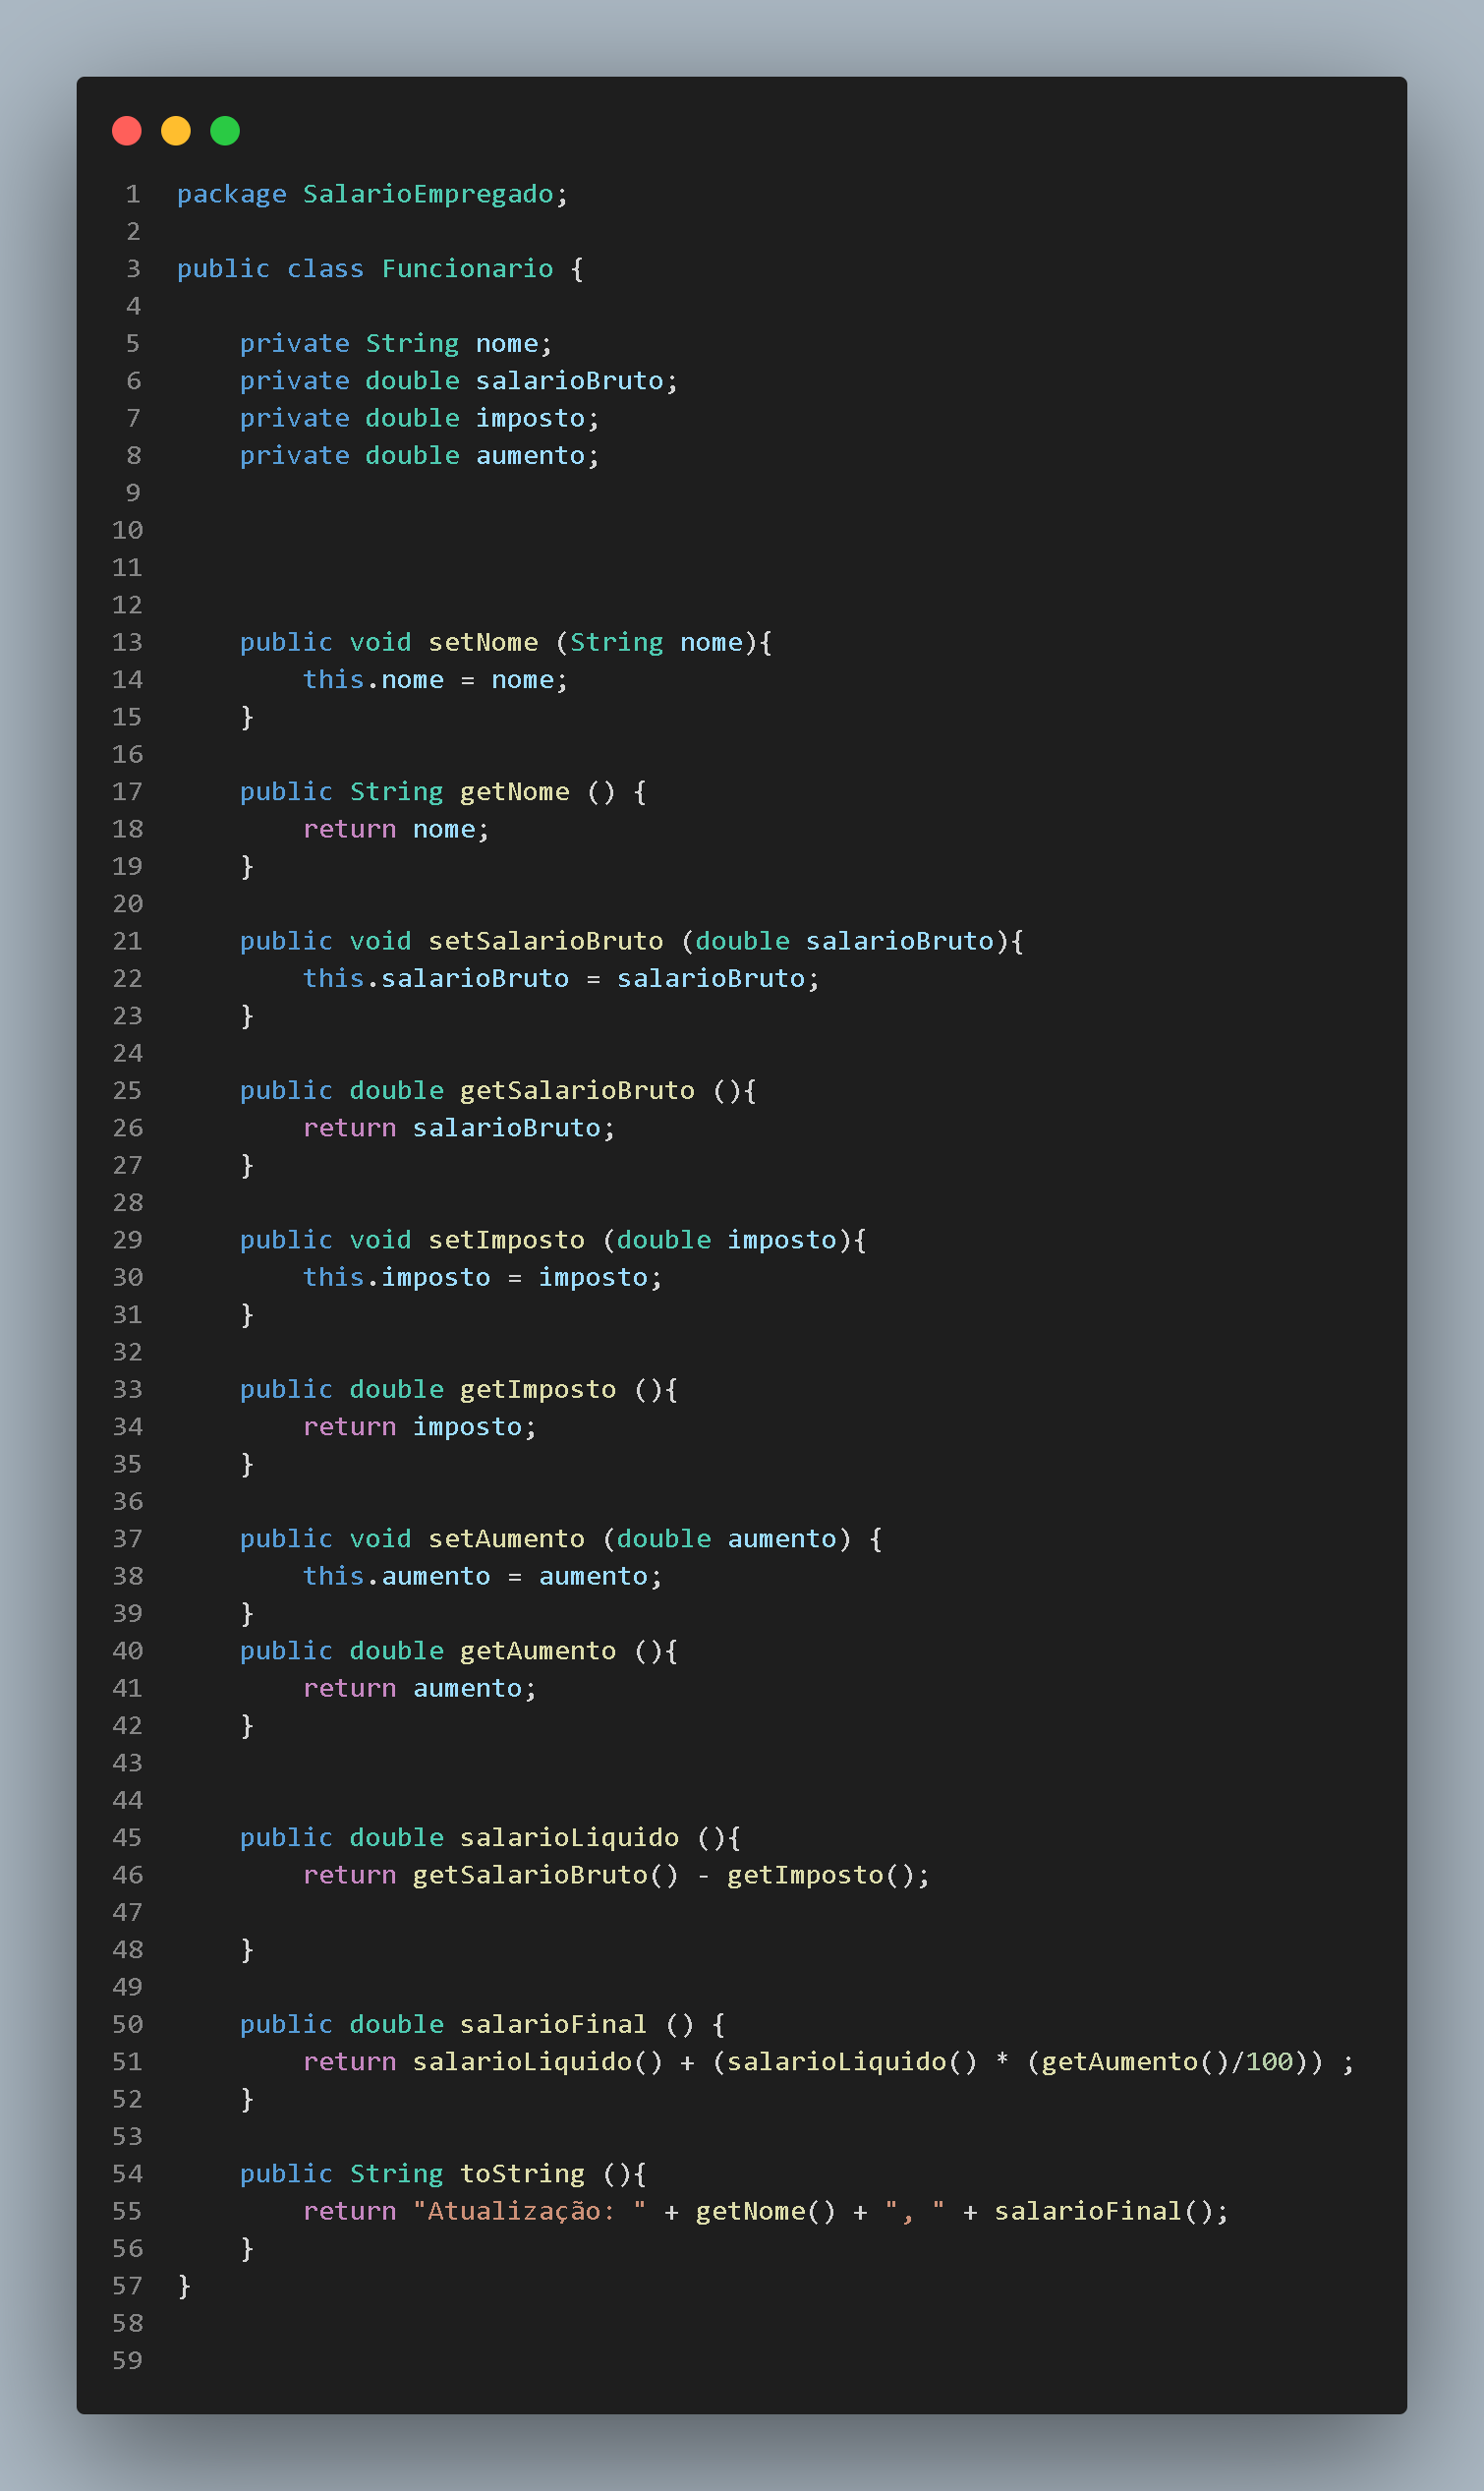 1 package SalarioEmpregado;
2
3 public class Funcionario {
4
5     private String nome;
6     private double salarioBruto;
7     private double imposto;
8     private double aumento;
9
10
11
12
13     public void setNome (String nome){
14         this.nome = nome;
15     }
16
17     public String getNome () {
18         return nome;
19     }
20
21     public void setSalarioBruto (double salarioBruto){
22         this.salarioBruto = salarioBruto;
23     }
24
25     public double getSalarioBruto (){
26         return salarioBruto;
27     }
28
29     public void setImposto (double imposto){
30         this.imposto = imposto;
31     }
32
33     public double getImposto (){
34         return imposto;
35     }
36
37     public void setAumento (double aumento) {
38         this.aumento = aumento;
39     }
40     public double getAumento (){
41         return aumento;
42     }
43
44
45     public double salarioLiquido (){
46         return getSalarioBruto() - getImposto();
47
48     }
49
50     public double salarioFinal () {
51         return salarioLiquido() + (salarioLiquido() * (getAumento()/100)) ;
52     }
53
54     public String toString (){
55         return "Atualização: " + getNome() + ", " + salarioFinal();
56     }
57 }
58
59